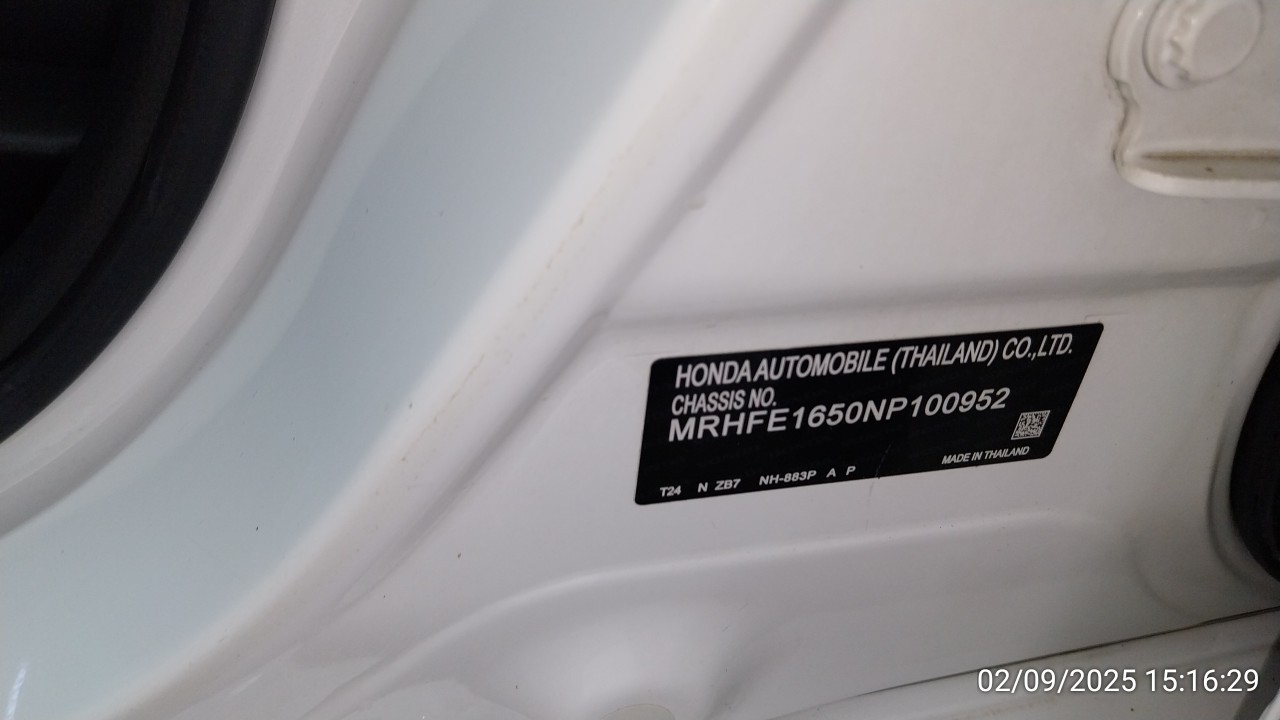 HONDA AUTOMOBILE (THAILAND) CO.,LTD.
CHASSIS NO.
MRHFE1650NP100952
MADE IN THAILAND
T24 N ZB7 NH-883P A P
02/09/2025 15:16:29